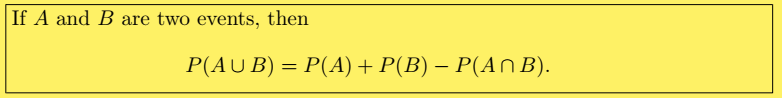 If A and B are two events, then
P(A ∪ B) = P(A) + P(B) − P(A ∩ B).